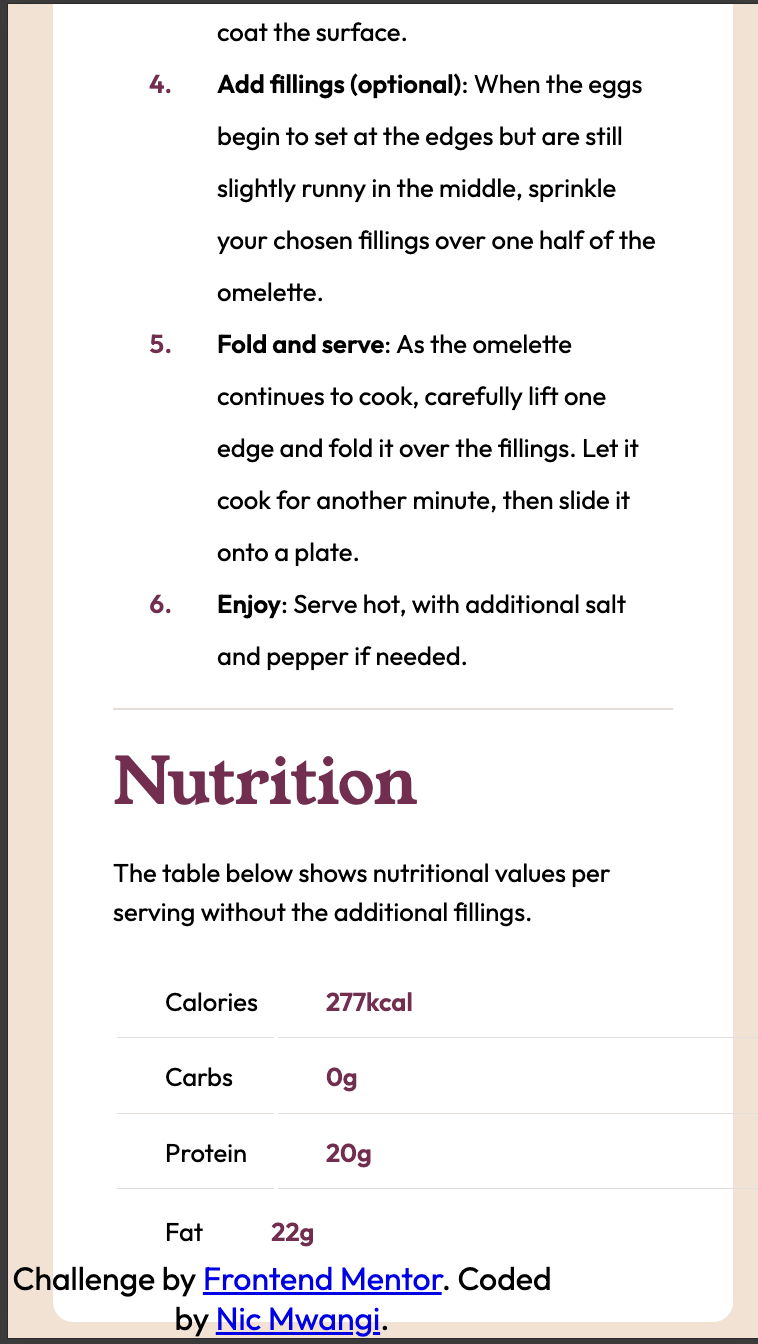 coat the surface.
4. Add fillings (optional): When the eggs
begin to set at the edges but are still
slightly runny in the middle, sprinkle
your chosen fillings over one half of the
omelette.
5. Fold and serve: As the omelette
continues to cook, carefully lift one
edge and fold it over the fillings. Let it
cook for another minute, then slide it
onto a plate.
6. Enjoy: Serve hot, with additional salt
and pepper if needed.
Nutrition
The table below shows nutritional values per
serving without the additional fillings.
Calories 277kcal
Carbs 0g
Protein 20g
Fat 22g
Challenge by Frontend Mentor. Coded
by Nic Mwangi.